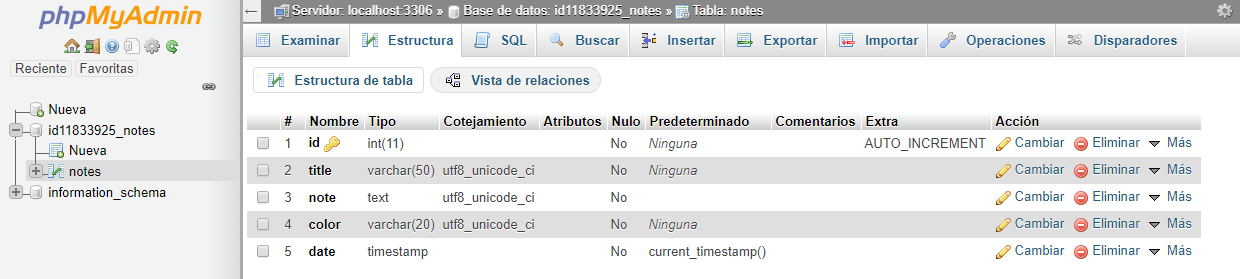 phpMyAdmin
Reciente Favoritas
Nueva
id11833925_notes
Nueva
notes
information_schema
Servidor: localhost:3306 » Base de datos: id11833925_notes » Tabla: notes
Examinar Estructura SQL Buscar Insertar Exportar Importar Operaciones Disparadores
Estructura de tabla Vista de relaciones
# Nombre Tipo Cotejamiento Atributos Nulo Predeterminado Comentarios Extra Acción
1 id int(11) No Ninguna AUTO_INCREMENT Cambiar Eliminar Más
2 title varchar(50) utf8_unicode_ci No Ninguna Cambiar Eliminar Más
3 note text utf8_unicode_ci No Cambiar Eliminar Más
4 color varchar(20) utf8_unicode_ci No Ninguna Cambiar Eliminar Más
5 date timestamp No current_timestamp() Cambiar Eliminar Más